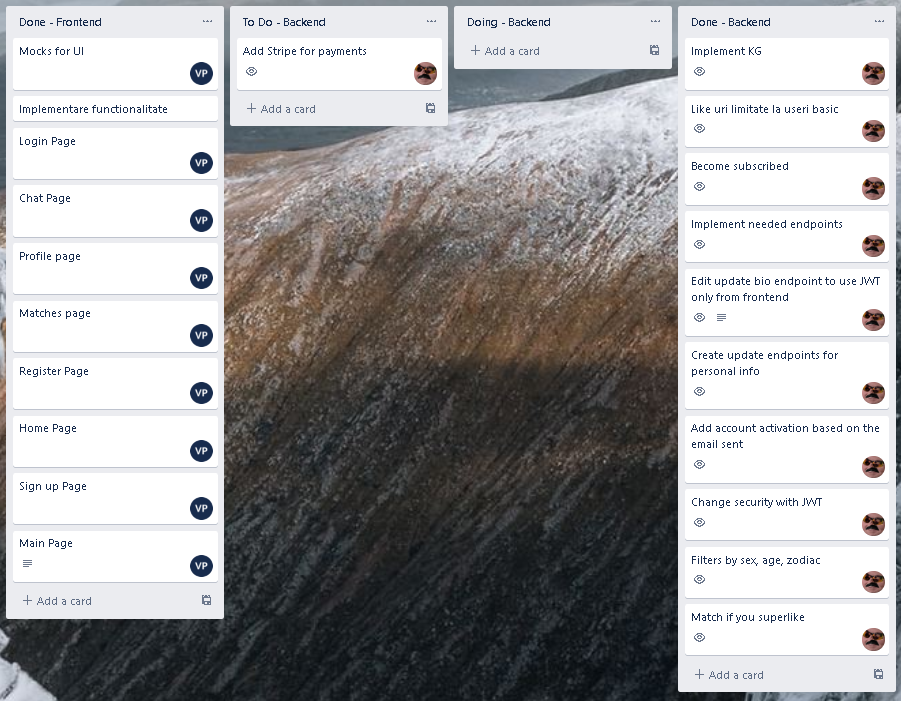 Done - Frontend
Mocks for UI
VP
Implementare functionalitate
Login Page
VP
Chat Page
VP
Profile page
VP
Matches page
VP
Register Page
VP
Home Page
VP
Sign up Page
VP
Main Page
VP
+ Add a card
To Do - Backend
Add Stripe for payments
+ Add a card
Doing - Backend
+ Add a card
Done - Backend
Implement KG
Like uri limitate la useri basic
Become subscribed
Implement needed endpoints
Edit update bio endpoint to use JWT
only from frontend
Create update endpoints for
personal info
Add account activation based on the
email sent
Change security with JWT
Filters by sex, age, zodiac
Match if you superlike
+ Add a card